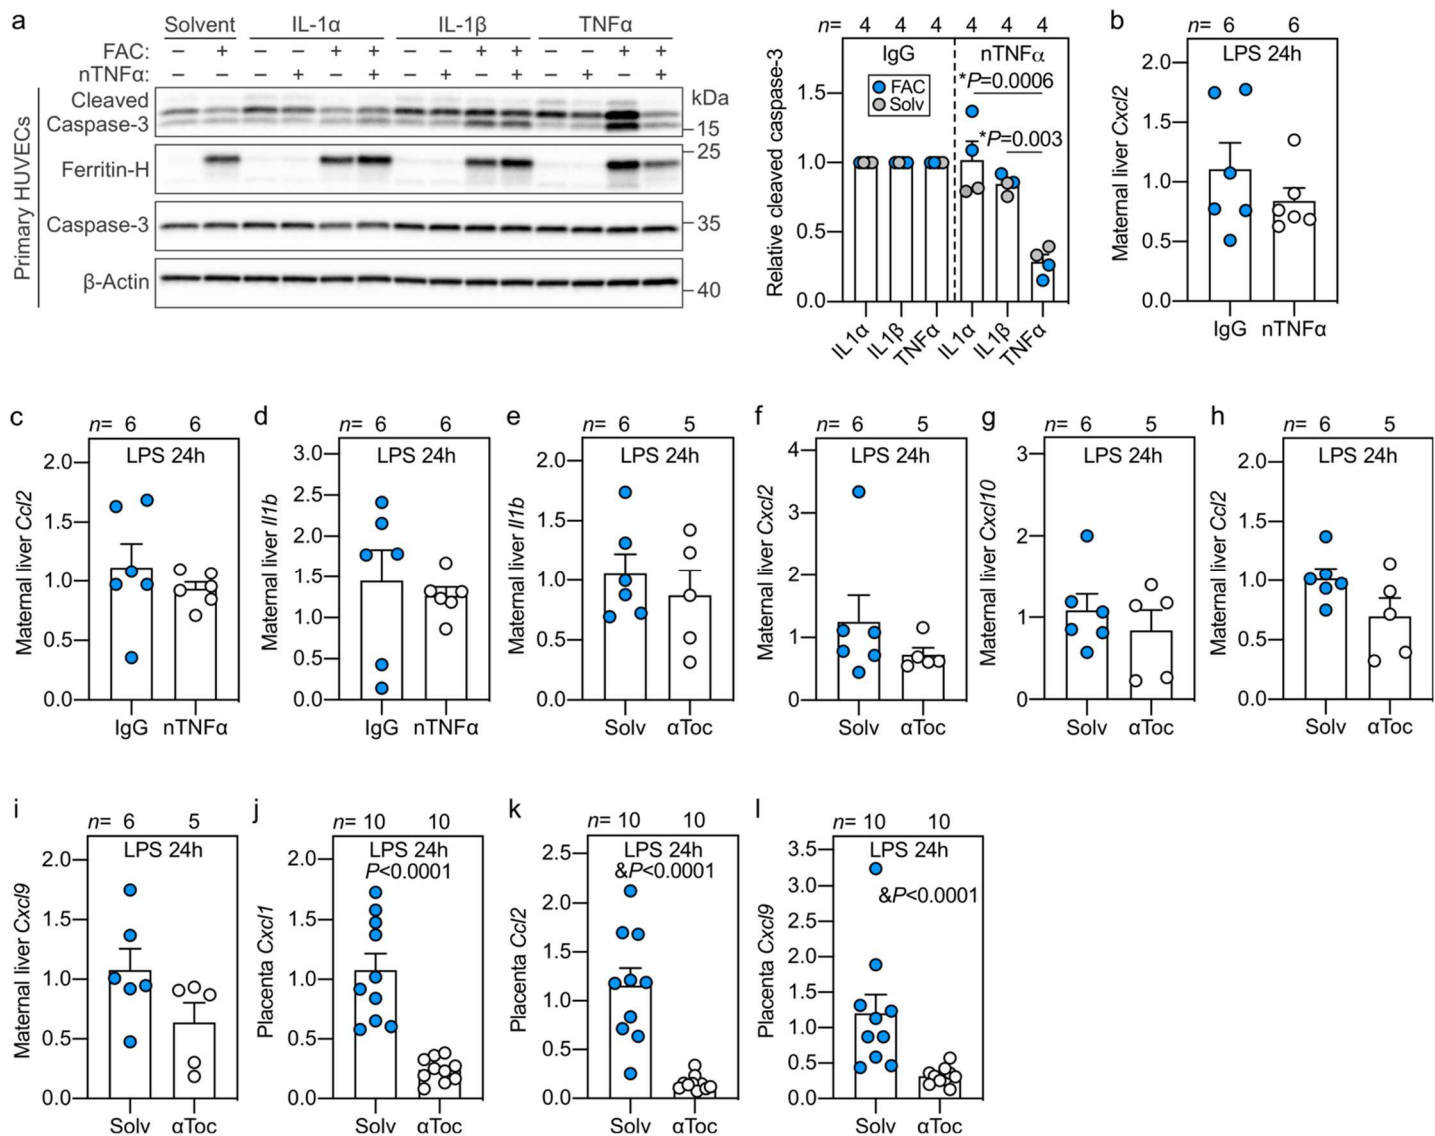 a
Solvent IL-1α IL-1β TNFα
FAC: − + − − + + − − + + − − + +
nTNFα: − − − + − + − + − + − + − +
Primary HUVECs
Cleaved
Caspase-3
kDa
15
Ferritin-H
25
Caspase-3
35
β-Actin
40
n= 4 4 4 4 4 4
IgG nTNFα
FAC
Solv
*P=0.0006
*P=0.003
Relative cleaved caspase-3
1.5
1.0
0.5
0.0
IL1α IL1β TNFα IL1α IL1β TNFα
b
n= 6 6
LPS 24h
Maternal liver Cxcl2
2.0
1.5
1.0
0.5
0.0
IgG nTNFα
c
n= 6 6
LPS 24h
Maternal liver Ccl2
2.0
1.5
1.0
0.5
0.0
IgG nTNFα
d
n= 6 6
LPS 24h
Maternal liver Il1b
3.0
2.5
2.0
1.5
1.0
0.5
0.0
IgG nTNFα
e
n= 6 5
LPS 24h
Maternal liver Il1b
2.0
1.5
1.0
0.5
0.0
Solv αToc
f
n= 6 5
LPS 24h
Maternal liver Cxcl2
4
3
2
1
0
Solv αToc
g
n= 6 5
LPS 24h
Maternal liver Cxcl10
3
2
1
0
Solv αToc
h
n= 6 5
LPS 24h
Maternal liver Ccl2
2.0
1.5
1.0
0.5
0.0
Solv αToc
i
n= 6 5
LPS 24h
Maternal liver Cxcl9
2.0
1.5
1.0
0.5
0.0
Solv αToc
j
n= 10 10
LPS 24h
P<0.0001
Placenta Cxcl1
2.0
1.5
1.0
0.5
0.0
Solv αToc
k
n= 10 10
LPS 24h
&P<0.0001
Placenta Ccl2
2.5
2.0
1.5
1.0
0.5
0.0
Solv αToc
l
n= 10 10
LPS 24h
&P<0.0001
Placenta Cxcl9
3.5
3.0
2.5
2.0
1.5
1.0
0.5
0.0
Solv αToc